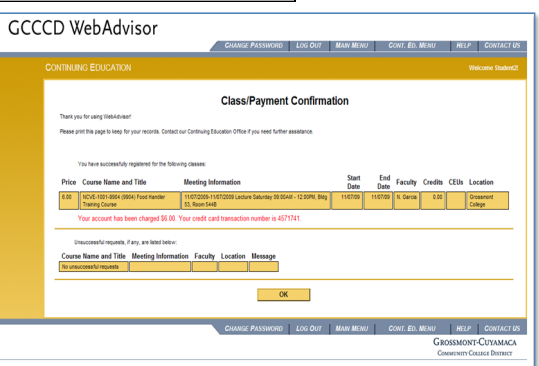 GCCCD WebAdvisor
CHANGE PASSWORD LOG OUT MAIN MENU CONT. ED. MENU HELP CONTACT US
CONTINUING EDUCATION Welcome Student2!
Class/Payment Confirmation
Thank you for using WebAdvisor!
Please print this page to keep for your records. Contact our Continuing Education Office if you need further assistance.
You have successfully registered for the following classes:
Price Course Name and Title Meeting Information Start Date End Date Faculty Credits CEUs Location
6.00 NCVE-1001-9904 (9904) Food Handler Training Course 11/07/2009-11/07/2009 Lecture Saturday 09:00AM - 12:00PM, Bldg 53, Room 544B 11/07/09 11/07/09 N. Garcia 0.00 Grossmont College
Your account has been charged $6.00. Your credit card transaction number is 4571741.
Unsuccessful requests, if any, are listed below:
Course Name and Title Meeting Information Faculty Location Message
No unsuccessful requests
OK
CHANGE PASSWORD LOG OUT MAIN MENU CONT. ED. MENU HELP CONTACT US
GROSSMONT-CUYAMACA
COMMUNITY COLLEGE DISTRICT